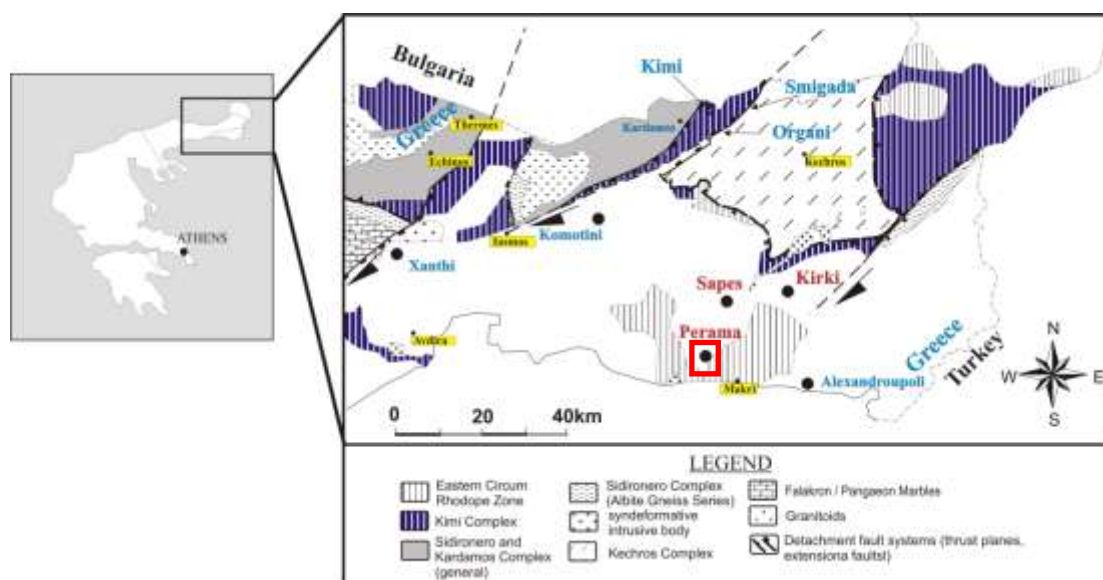 Bulgaria
Greece
Thermes
Echinos
Kimi
Kardamos
Smigada
Organi
Kechros
Iasmos
Komotini
Xanthi
Sapes
Kirki
Perama
Avdira
Makri
Alexandroupoli
Greece
Turkey
ATHENS
N
W E
S
0 20 40km
LEGEND
Eastern Circum
Rhodope Zone
Kimi Complex
Sidironero and
Kardamos Complex
(general)
Sidironero Complex
(Albite Gneiss Series)
syndeformative
intrusive body
Kechros Complex
Falakron / Pangaeon Marbles
Granitoids
Detachment fault systems (thrust planes,
extensiona faults!)